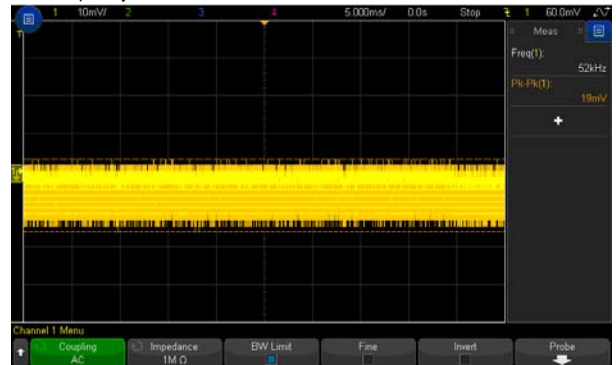 1 10mV/ 2 3 4 5.000ms/ 0.0s Stop 1 60.0mV
T
Meas
Freq(1):
52kHz
Pk-Pk(1):
19mV
+
Channel 1 Menu
Coupling Impedance BW Limit Fine Invert Probe
AC 1M Ω